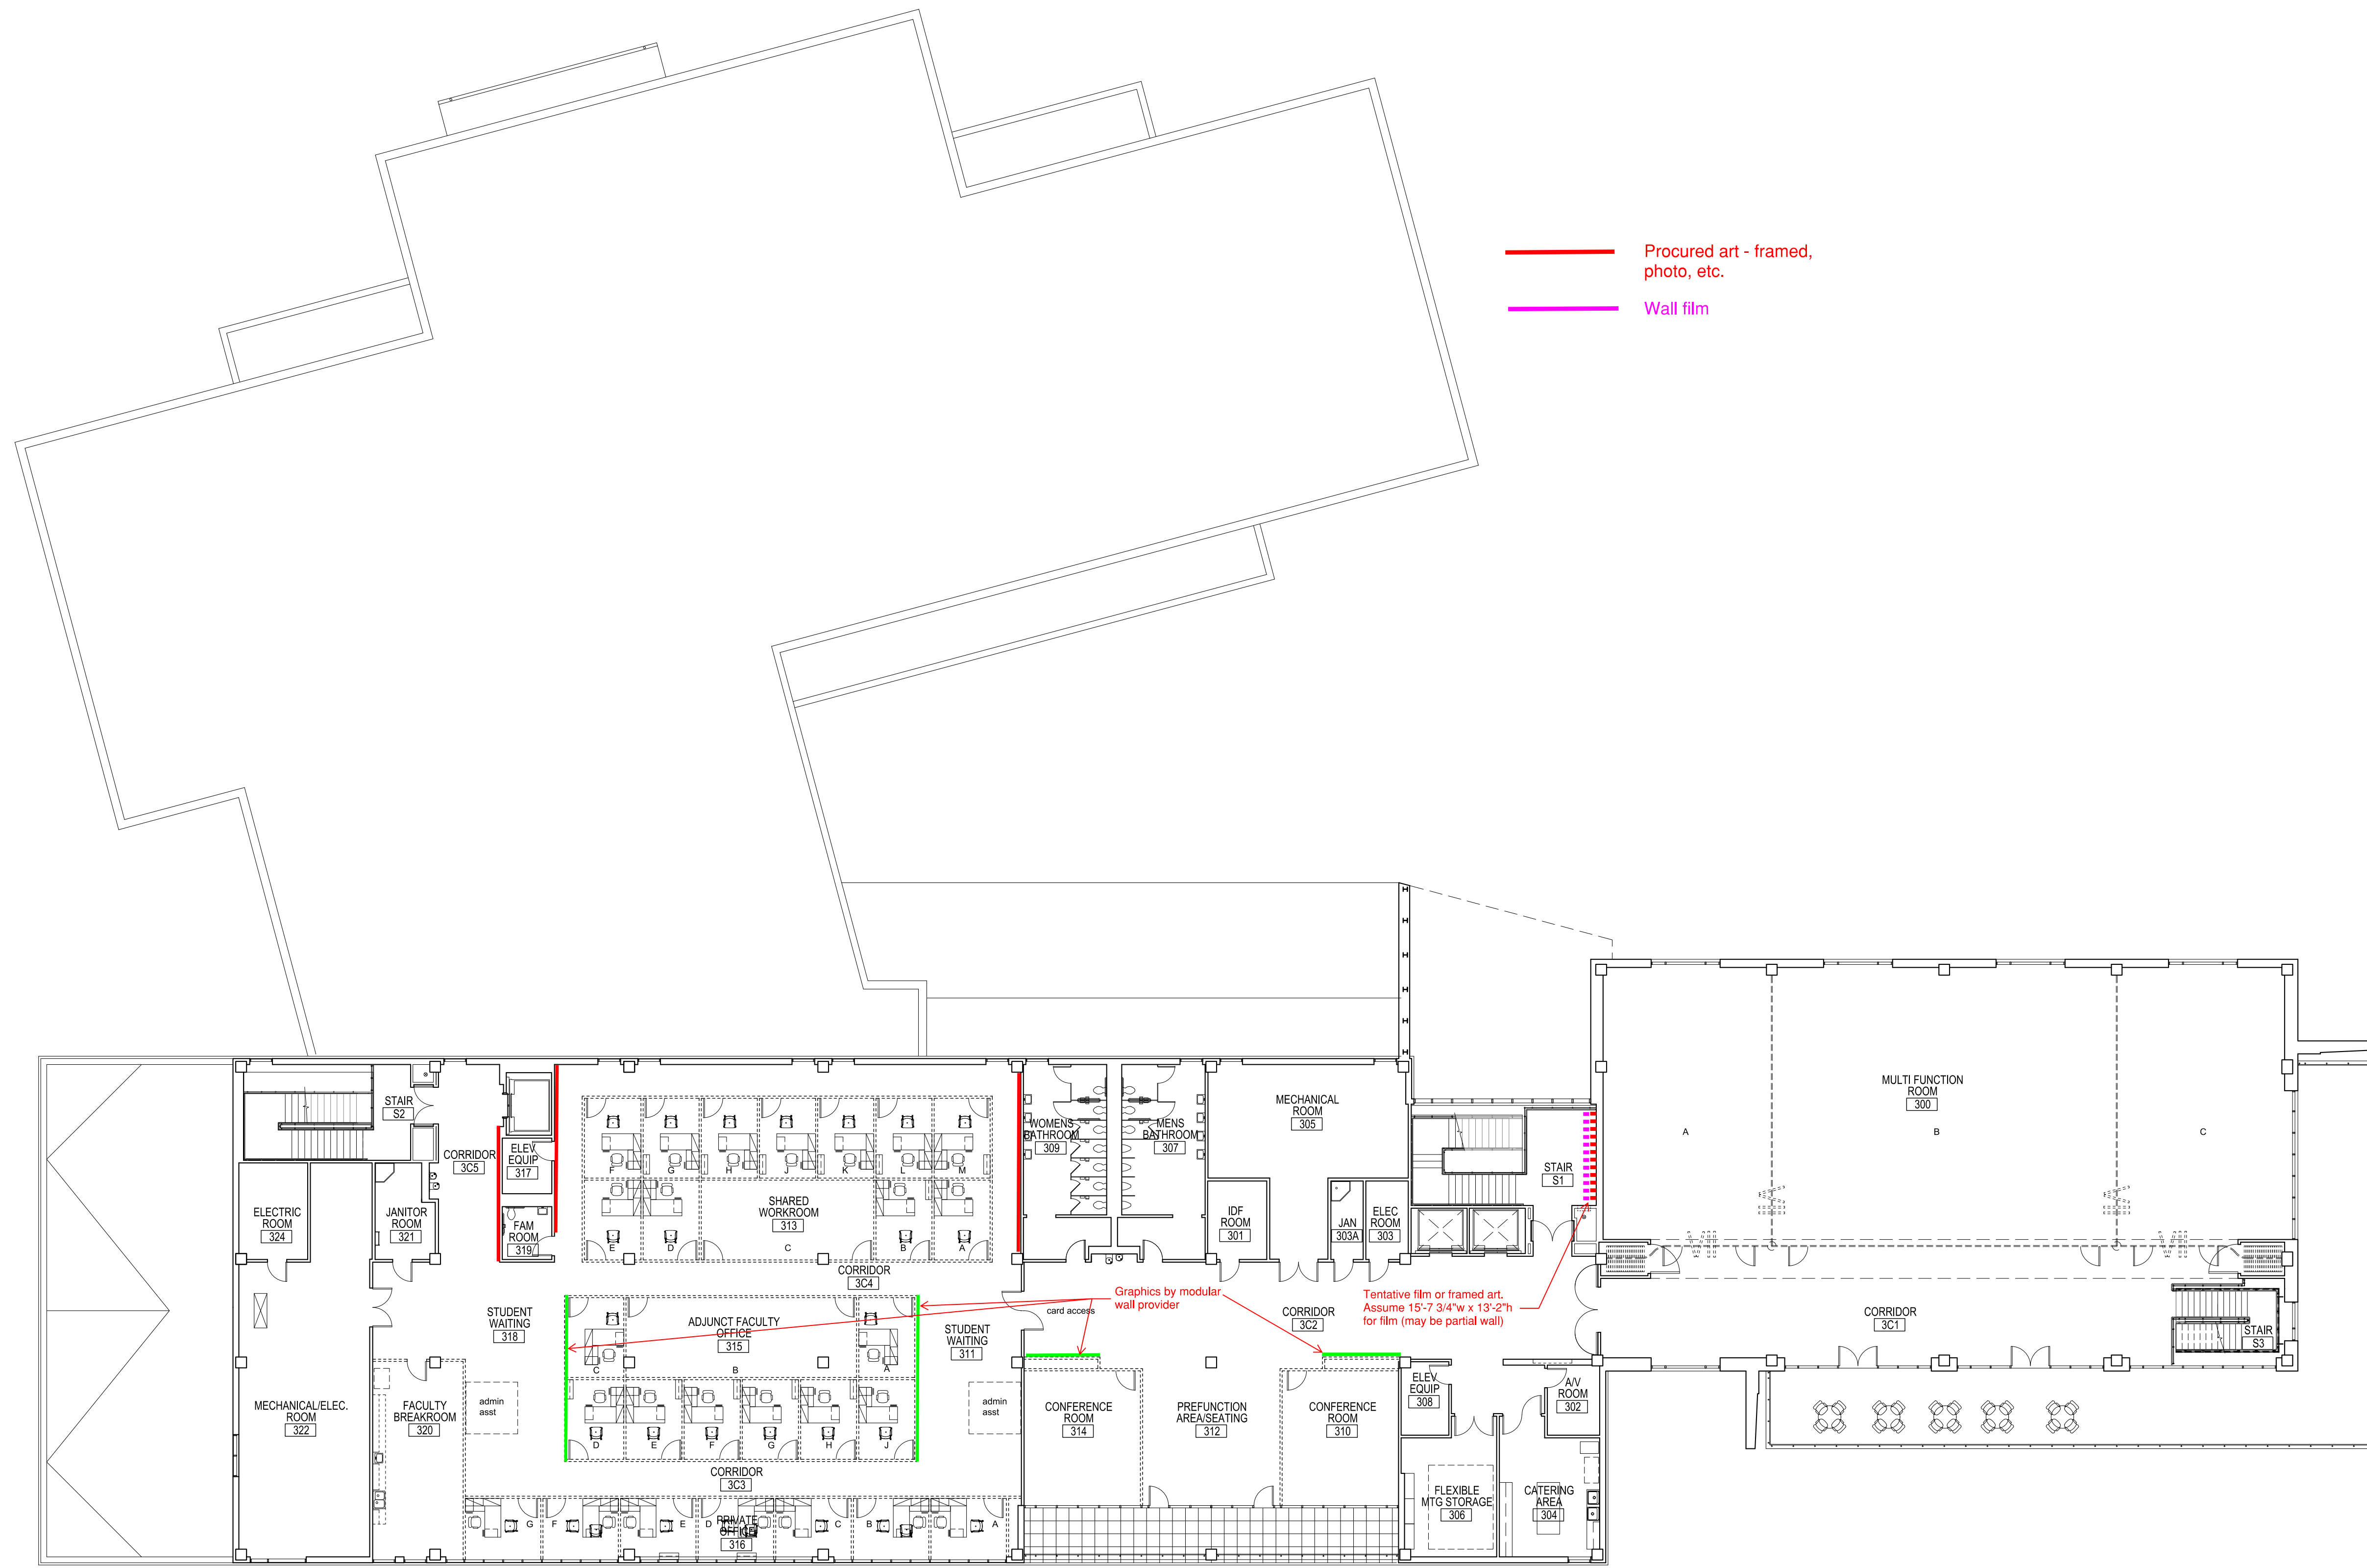 Procured art - framed,
photo, etc.
Wall film
MULTI FUNCTION
ROOM
300
A
B
C
STAIR
S2
CORRIDOR
3C5
ELEV
EQUIP
317
FAM
ROOM
319
ELECTRIC
ROOM
324
JANITOR
ROOM
321
F
G
H
J
K
L
M
SHARED
WORKROOM
313
E
D
C
B
A
WOMENS
BATHROOM
309
MENS
BATHROOM
307
MECHANICAL
ROOM
305
IDF
ROOM
301
JAN
303A
ELEC
ROOM
303
STAIR
S1
CORRIDOR
3C4
STUDENT
WAITING
318
ADJUNCT FACULTY
OFFICE
315
C
B
A
STUDENT
WAITING
311
card access
Graphics by modular
wall provider
CORRIDOR
3C2
Tentative film or framed art.
Assume 15'-7 3/4"w x 13'-2"h
for film (may be partial wall)
CORRIDOR
3C1
STAIR
S3
MECHANICAL/ELEC.
ROOM
322
FACULTY
BREAKROOM
320
admin
asst
D
E
F
G
H
J
admin
asst
CONFERENCE
ROOM
314
PREFUNCTION
AREA/SEATING
312
CONFERENCE
ROOM
310
ELEV
EQUIP
308
A/V
ROOM
302
CORRIDOR
3C3
G
F
E
D
PRIVATE
OFFICE
316
C
B
A
FLEXIBLE
MTG STORAGE
306
CATERING
AREA
304